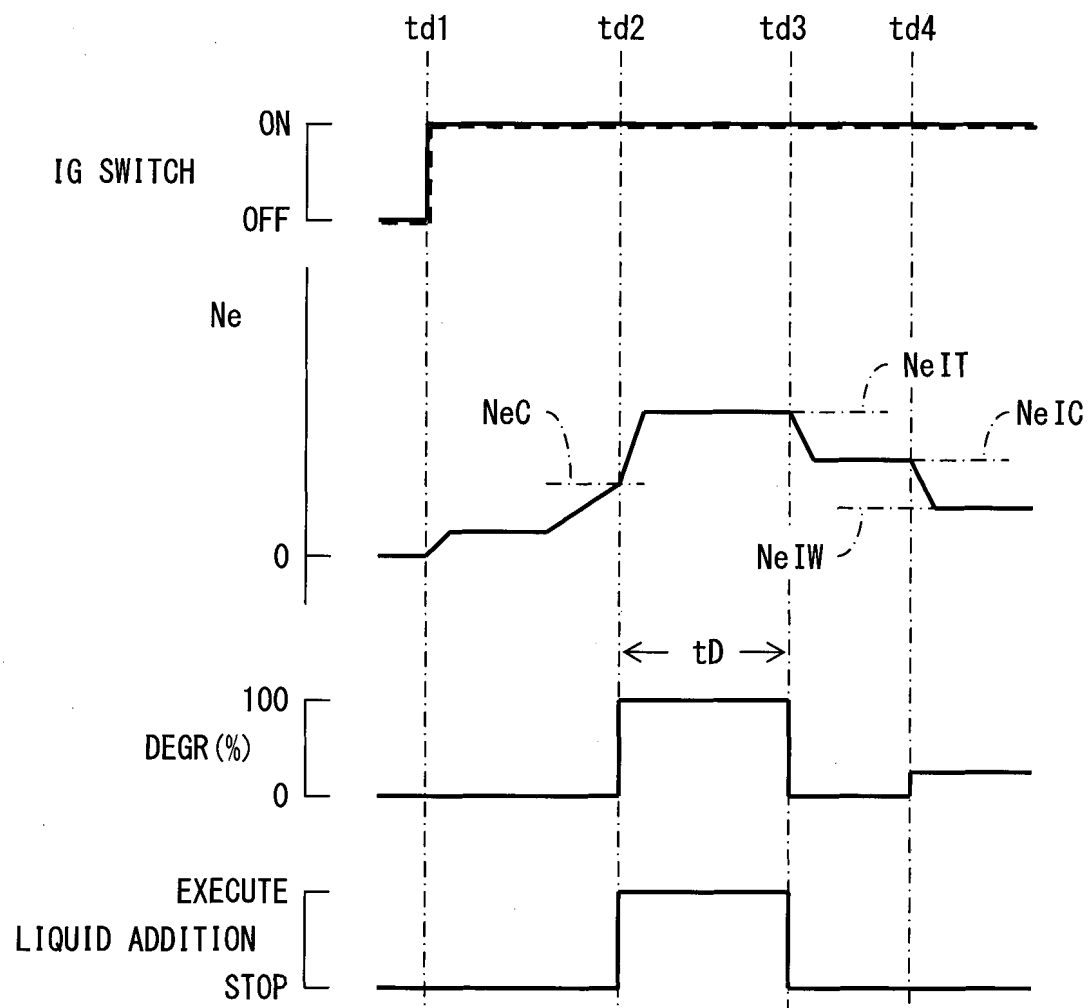 td1 td2 td3 td4
ON
IG SWITCH
OFF
Ne
NeIT
NeC
NeIC
0
NeIW
tD
100
DEGR(%)
0
EXECUTE
LIQUID ADDITION
STOP